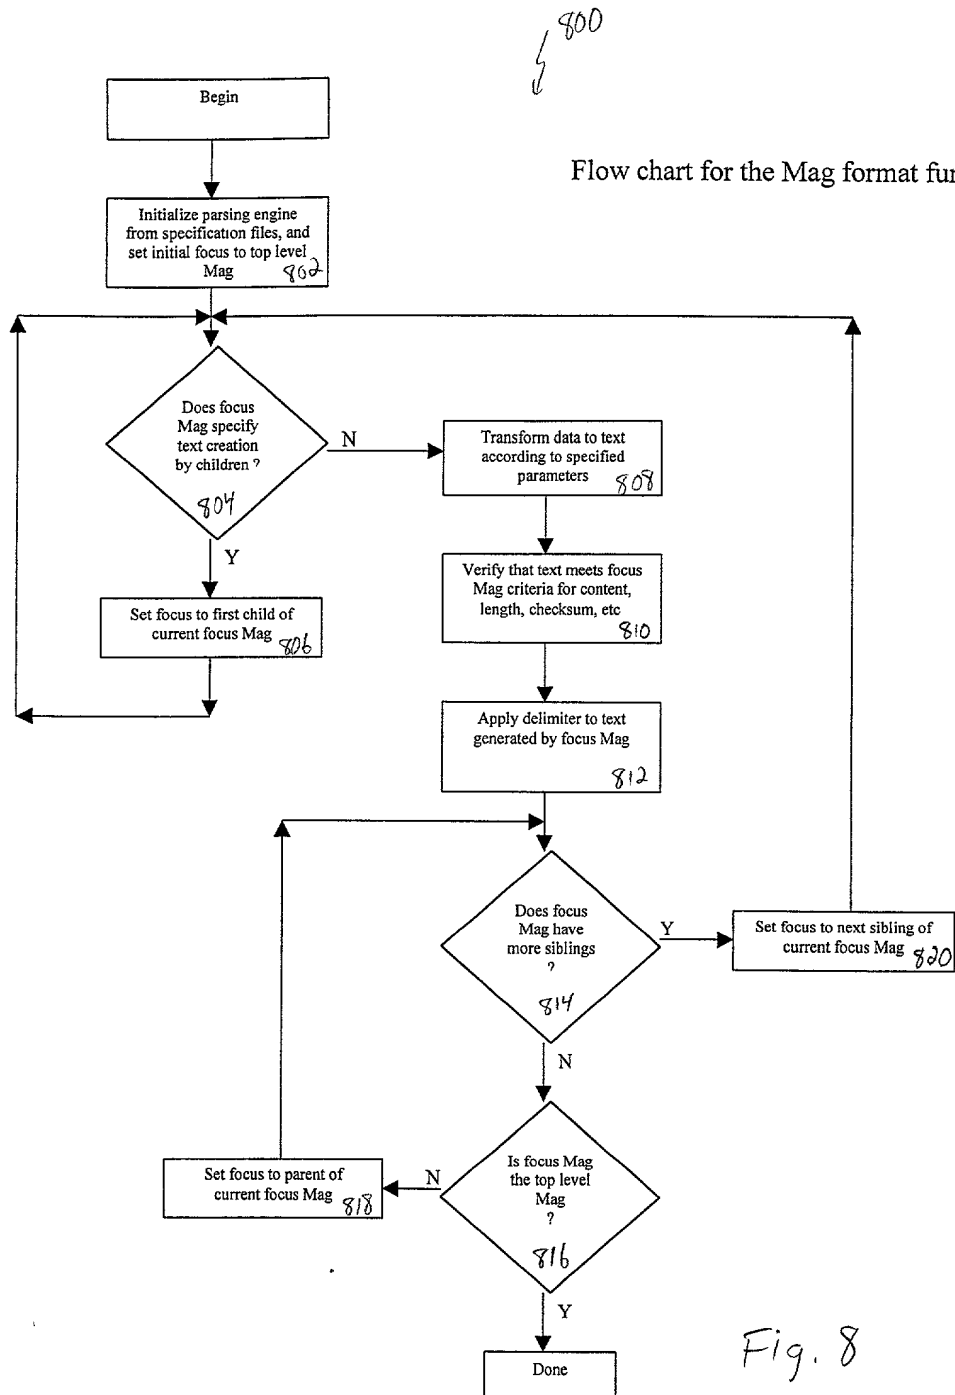 800
Begin
Flow chart for the Mag format fun
Initialize parsing engine
from specification files, and
set initial focus to top level
Mag
802
Does focus
Mag specify
text creation
by children ?
804
N
Transform data to text
according to specified
parameters
808
Y
Verify that text meets focus
Mag criteria for content,
length, checksum, etc
810
Set focus to first child of
current focus Mag
806
Apply delimiter to text
generated by focus Mag
812
Does focus
Mag have
more siblings
?
814
Y
Set focus to next sibling of
current focus Mag
820
N
Is focus Mag
the top level
Mag
?
816
N
Set focus to parent of
current focus Mag
818
Y
Done
Fig. 8